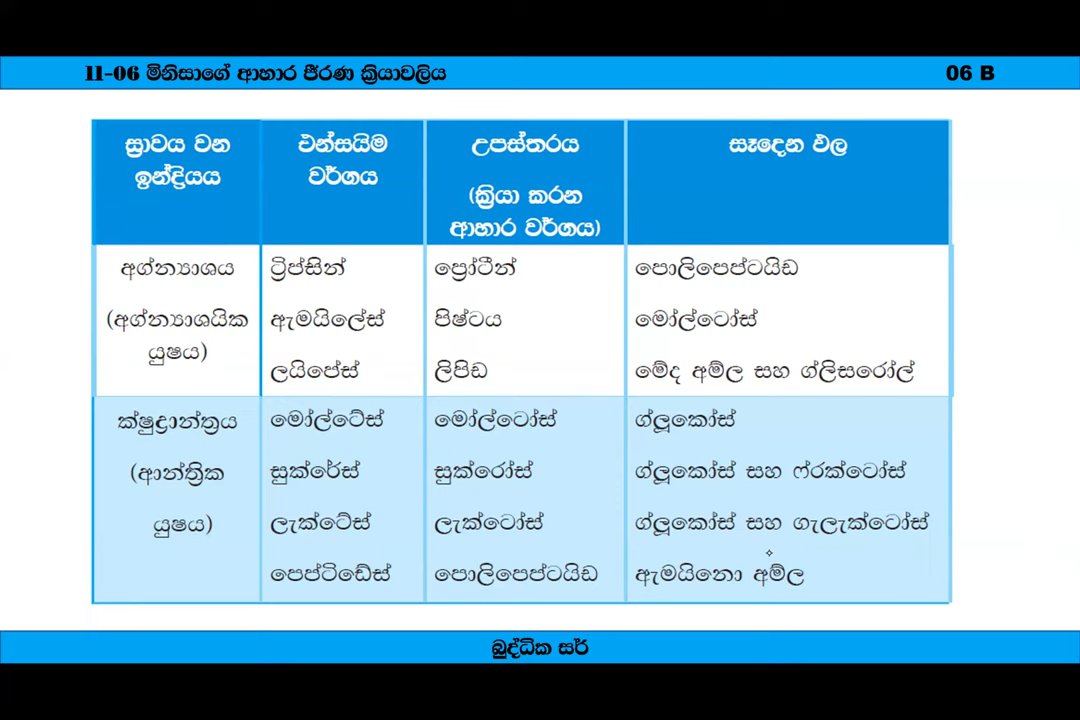 11-06 මිනිසාගේ ආහාර ජීරණ ක්‍රියාවලිය
06 B
ස්‍රාවය වන ඉන්ද්‍රියය
එන්සයිම වර්ගය
උපස්තරය
(ක්‍රියා කරන ආහාර වර්ගය)
සෑදෙන ඵල
අග්න්‍යාශය
ට්‍රිප්සින්
ප්‍රෝටීන්
පොලිපෙප්ටයිඩ
(අග්න්‍යාශයික යුෂය)
ඇමයිලේස්
පිෂ්ටය
මෝල්ටෝස්
ලයිපේස්
ලිපිඩ
මේද අම්ල සහ ග්ලිසරෝල්
ක්ෂුද්‍රාන්ත්‍රය
මෝල්ටේස්
මෝල්ටෝස්
ග්ලූකෝස්
(ආන්ත්‍රික
සුක්රේස්
සුක්රෝස්
ග්ලූකෝස් සහ ෆ්රක්ටෝස්
යුෂය)
ලැක්ටේස්
ලැක්ටෝස්
ග්ලූකෝස් සහ ගැලැක්ටෝස්
පෙප්ටිඩේස්
පොලිපෙප්ටයිඩ
ඇමයිනො අම්ල
බුද්ධික සර්